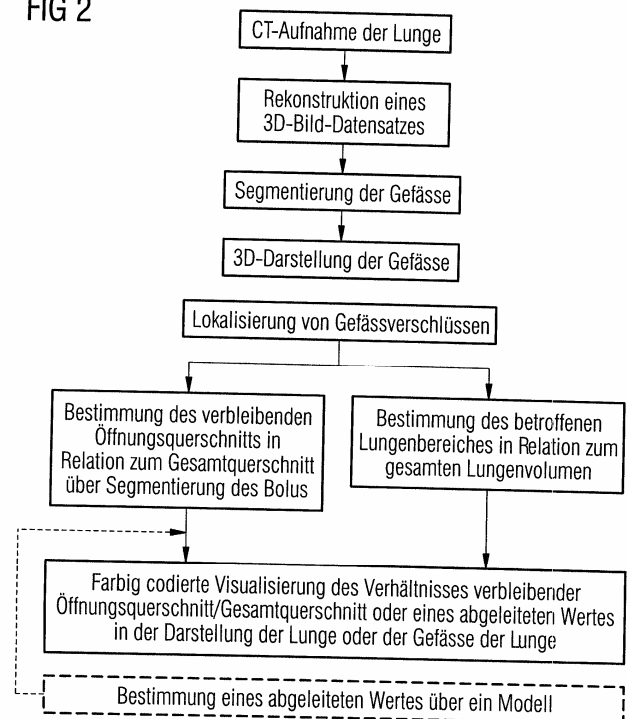 FIG 2
CT-Aufnahme der Lunge
Rekonstruktion eines
3D-Bild-Datensatzes
Segmentierung der Gefässe
3D-Darstellung der Gefässe
Lokalisierung von Gefässverschlüssen
Bestimmung des verbleibenden
Öffnungsquerschnitts in
Relation zum Gesamtquerschnitt
über Segmentierung des Bolus
Bestimmung des betroffenen
Lungenbereiches in Relation zum
gesamten Lungenvolumen
Farbig codierte Visualisierung des Verhältnisses verbleibender
Öffnungsquerschnitt/Gesamtquerschnitt oder eines abgeleiteten Wertes
in der Darstellung der Lunge oder der Gefässe der Lunge
Bestimmung eines abgeleiteten Wertes über ein Modell